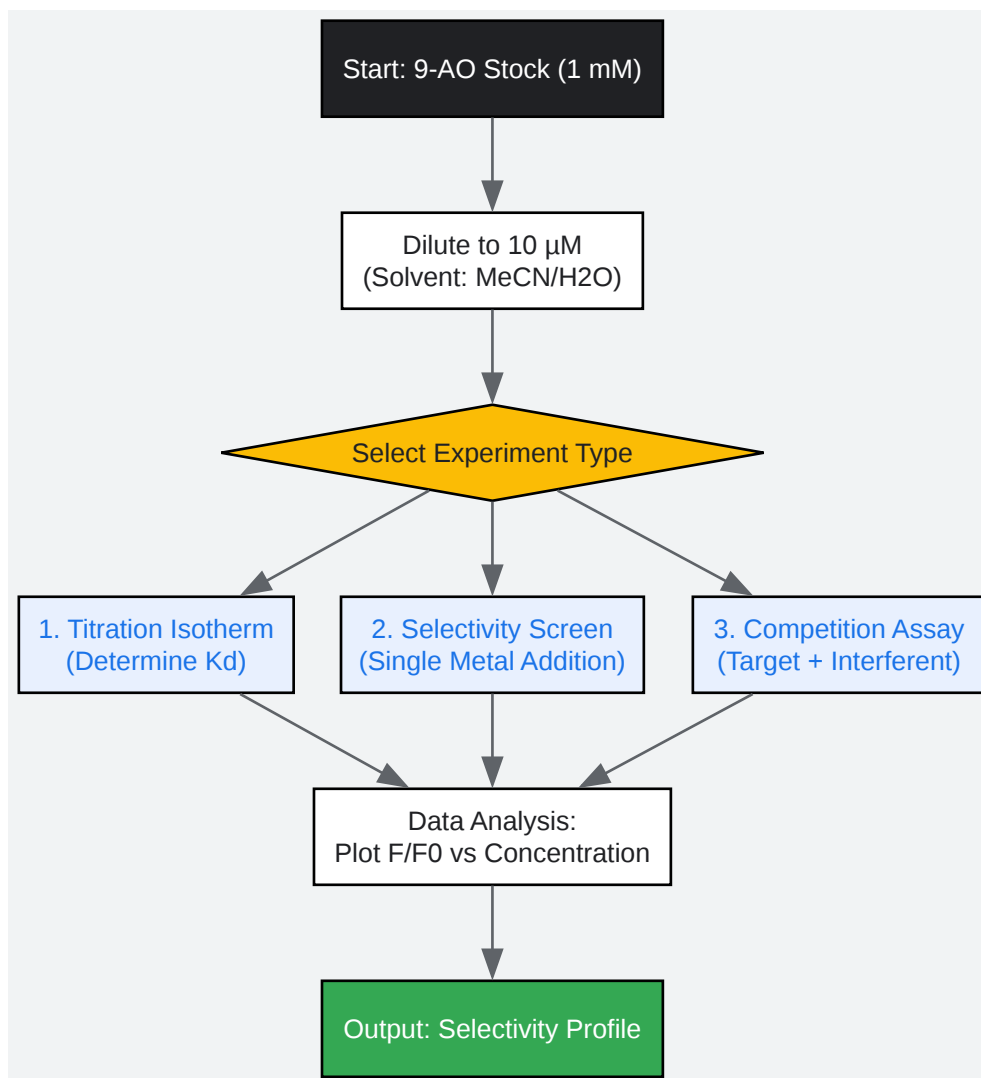 Start: 9-AO Stock (1 mM)
Dilute to 10 µM
(Solvent: MeCN/H2O)
Select Experiment Type
1. Titration Isotherm
(Determine Kd)
2. Selectivity Screen
(Single Metal Addition)
3. Competition Assay
(Target + Interferent)
Data Analysis:
Plot F/F0 vs Concentration
Output: Selectivity Profile